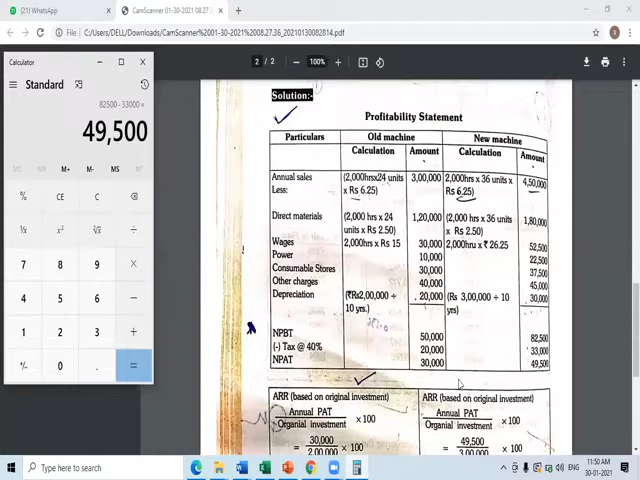 (21) WhatsApp
CamScanner 01-30-2021 08.27.3
File | C:/Users/DELL/Downloads/CamScanner%2001-30-2021%2008.27.36_20210130082814.pdf
Calculator
2 / 2
100%
Standard
82500 - 33000 =
49,500
MC MR M+ M- MS
% CE C
7 8 9 ×
4 5 6 −
1 2 3 +
+/- 0 . =
Solution:-
Profitability Statement
Particulars Old machine New machine
Calculation Amount Calculation Amount
Annual sales (2,000hrsx24 units x Rs 6.25) 3,00,000 (2,000hrs x 36 units x Rs 6.25) 4,50,000
Less:
Direct materials (2,000 hrs x 24 units x Rs 2.50) 1,20,000 (2,000hrs x 36 units x Rs 2.50) 1,80,000
Wages 2,000hrs x Rs 15 30,000 2,000hru x ₹ 26.25 52,500
Power 10,000 22,500
Consumable Stores 30,000 37,500
Other charges 40,000 45,000
Depreciation (₹Rs2,00,000 ÷ 10 yrs.) 20,000 (Rs 3,00,000 ÷ 10 yrs) 30,000
NPBT 50,000 82,500
(-) Tax @ 40% 20,000 33,000
NPAT 30,000 49,500
ARR (based on original investment) ARR (based on original investment)
Annual PAT / Organial investment x 100 Annual PAT / Original investment x 100
= 30,000 / 2,00,000 x 100 = 49,500 / 3,00,000 x 100
Type here to search
ENG
11:50 AM
30-01-2021